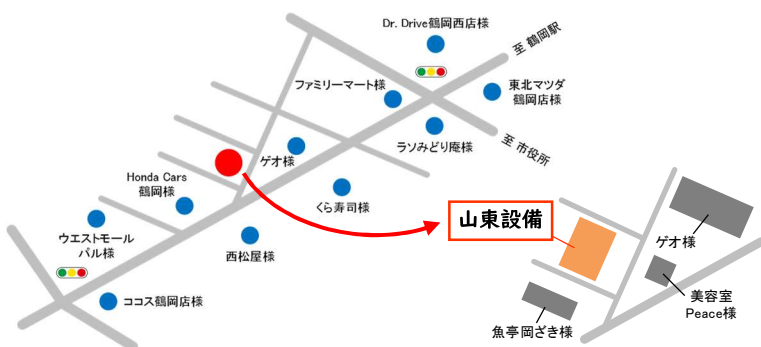 Dr. Drive鶴岡西店様
至 鶴岡駅
ファミリーマート様
東北マツダ
鶴岡店様
ラソみどり庵様
至 市役所
ゲオ様
くら寿司様
Honda Cars
鶴岡様
西松屋様
ウエストモール
パル様
ココス鶴岡店様
山東設備
ゲオ様
美容室
Peace様
魚亭岡ざき様